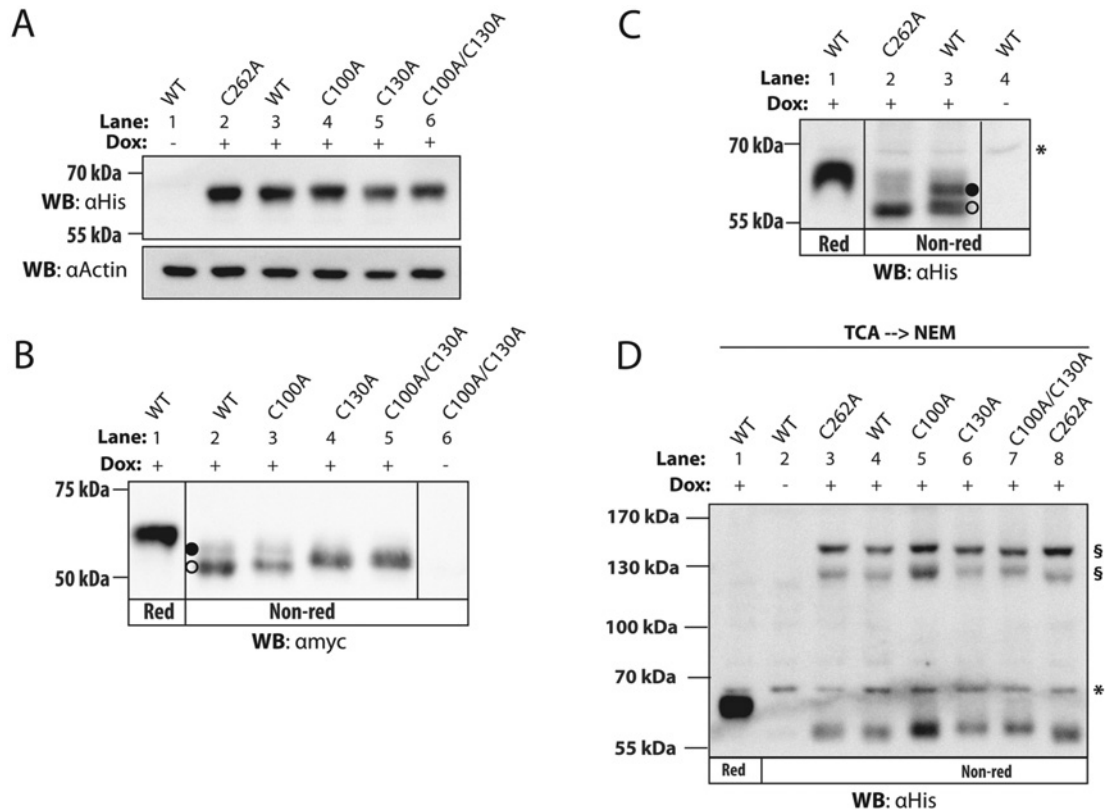 A
WT C262A WT C100A C130A C100A/C130A
Lane: 1 2 3 4 5 6
Dox: - + + + + +
70 kDa
WB: αHis
55 kDa
WB: αActin
B
WT WT C100A C130A C100A/C130A C100A/C130A
Lane: 1 2 3 4 5 6
Dox: + + + + + -
75 kDa
50 kDa
Red Non-red
WB: αmyc
C
WT C262A WT WT
Lane: 1 2 3 4
Dox: + + + -
70 kDa *
55 kDa
Red Non-red
WB: αHis
TCA --> NEM
D
WT WT C262A WT C100A C130A C100A/C130A C262A
Lane: 1 2 3 4 5 6 7 8
Dox: + - + + + + + +
170 kDa
§
130 kDa §
100 kDa
70 kDa *
55 kDa
Red Non-red
WB: αHis